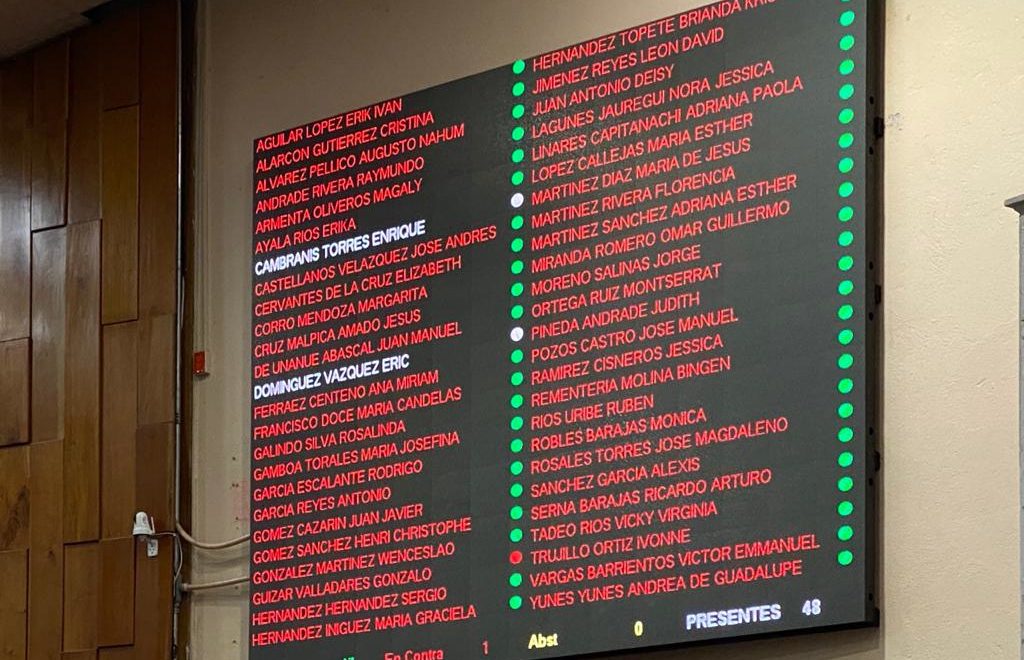 AGUILAR LOPEZ ERIK IVAN
ALARCON GUTIERREZ CRISTINA
ALVAREZ PELLICO AUGUSTO NAHUM
ANDRADE RIVERA RAYMUNDO
ARMENTA OLIVEROS MAGALY
AYALA RIOS ERIKA
CAMBRANIS TORRES ENRIQUE
CASTELLANOS VELAZQUEZ JOSE ANDRES
CERVANTES DE LA CRUZ ELIZABETH
CORRO MENDOZA MARGARITA
CRUZ MALPICA AMADO JESUS
DE UNANUE ABASCAL JUAN MANUEL
DOMINGUEZ VAZQUEZ ERIC
FERRAEZ CENTENO ANA MIRIAM
FRANCISCO DOCE MARIA CANDELAS
GALINDO SILVA ROSALINDA
GAMBOA TORALES MARIA JOSEFINA
GARCIA ESCALANTE RODRIGO
GARCIA REYES ANTONIO
GOMEZ CAZARIN JUAN JAVIER
GOMEZ SANCHEZ HENRI CHRISTOPHE
GONZALEZ MARTINEZ WENCESLAO
GUIZAR VALLADARES GONZALO
HERNANDEZ HERNANDEZ SERGIO
HERNANDEZ IÑIGUEZ MARIA GRACIELA
HERNANDEZ TOPETE BRIANDA
JIMENEZ REYES LEON DAVID
JUAN ANTONIO DEISY
LAGUNES JAUREGUI NORA JESSICA
LINARES CAPITANACHI ADRIANA PAOLA
LOPEZ CALLEJAS MARIA ESTHER
MARTINEZ DIAZ MARIA DE JESUS
MARTINEZ RIVERA FLORENCIA
MARTINEZ SANCHEZ ADRIANA ESTHER
MIRANDA ROMERO OMAR GUILLERMO
MORENO SALINAS JORGE
ORTEGA RUIZ MONTSERRAT
PINEDA ANDRADE JUDITH
POZOS CASTRO JOSE MANUEL
RAMIREZ CISNEROS JESSICA
REMENTERIA MOLINA BINGEN
RIOS URIBE RUBEN
ROBLES BARAJAS MONICA
ROSALES TORRES JOSE MAGDALENO
SANCHEZ GARCIA ALEXIS
SERNA BARAJAS RICARDO ARTURO
TADEO RIOS VICKY VIRGINIA
TRUJILLO ORTIZ IVONNE
VARGAS BARRIENTOS VICTOR EMMANUEL
YUNES YUNES ANDREA DE GUADALUPE
En Contra 1 Abst 0 PRESENTES 48